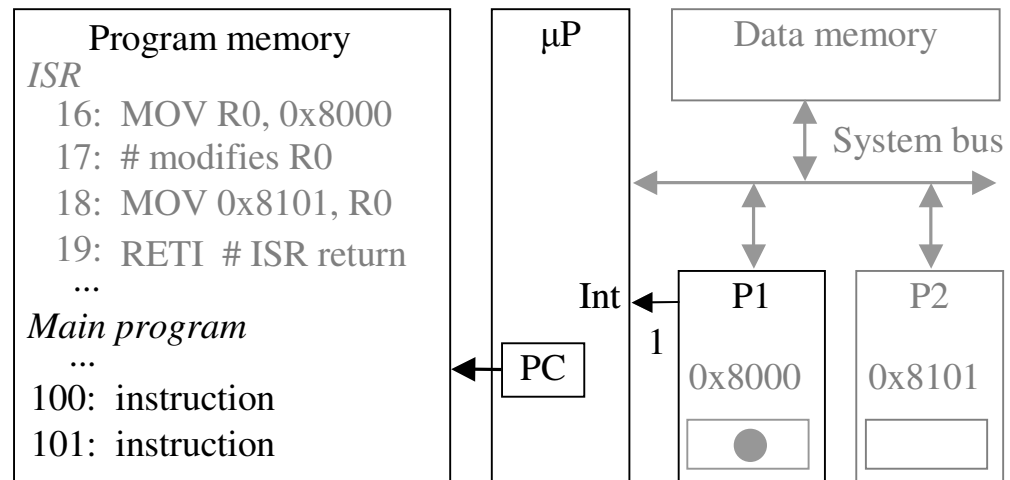 Program memory
ISR
16: MOV R0, 0x8000
17: # modifies R0
18: MOV 0x8101, R0
19: RETI # ISR return
...
Main program
...
100: instruction
101: instruction
μP
Int
PC
1
Data memory
System bus
P1
0x8000
P2
0x8101